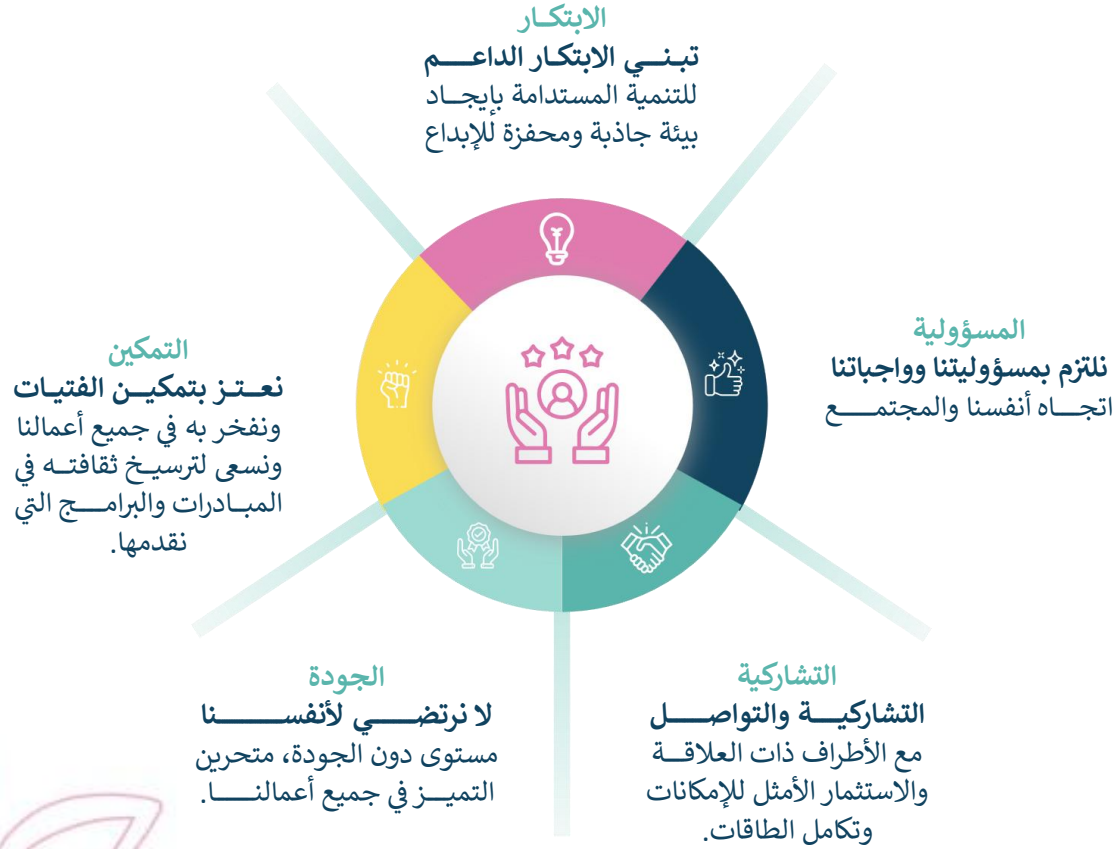 الابتكار
تبني الابتكار الداعم
للتنمية المستدامة بإيجاد
بيئة جاذبة ومحفزة للإبداع
المسؤولية
نلتزم بمسؤوليتنا وواجباتنا
اتجاه أنفسنا والمجتمع
التمكين
نعتز بتمكين الفتيات
ونفخر به في جميع أعمالنا
ونسعى لترسيخ ثقافته في
المبادرات والبرامج التي
نقدمها.
التشاركية
التشاركية والتواصل
مع الأطراف ذات العلاقة
والاستثمار الأمثل للإمكانات
وتكامل الطاقات.
الجودة
لا نرتضي لأنفسنا
مستوى دون الجودة، متحرين
التميز في جميع أعمالنا.